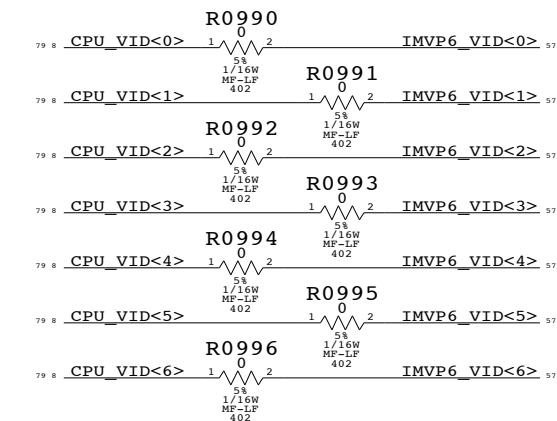 R0990
0
79 8 CPU_VID<0> 1 2 IMVP6_VID<0> 57
5%
1/16W
MF-LF
402
R0991
0
79 8 CPU_VID<1> 1 2 IMVP6_VID<1> 57
5%
1/16W
MF-LF
402
R0992
0
79 8 CPU_VID<2> 1 2 IMVP6_VID<2> 57
5%
1/16W
MF-LF
402
R0993
0
79 8 CPU_VID<3> 1 2 IMVP6_VID<3> 57
5%
1/16W
MF-LF
402
R0994
0
79 8 CPU_VID<4> 1 2 IMVP6_VID<4> 57
5%
1/16W
MF-LF
402
R0995
0
79 8 CPU_VID<5> 1 2 IMVP6_VID<5> 57
5%
1/16W
MF-LF
402
R0996
0
79 8 CPU_VID<6> 1 2 IMVP6_VID<6> 57
5%
1/16W
MF-LF
402